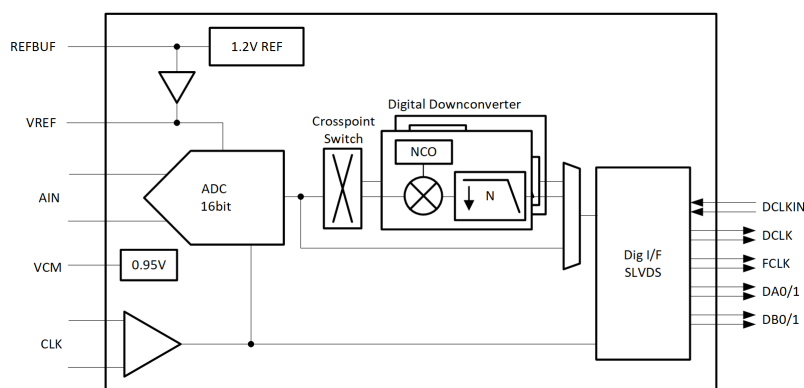 REFBUF
1.2V REF
Digital Downconverter
Crosspoint
Switch
VREF
NCO
ADC
16bit
N
AIN
DCLKIN
DCLK
Dig I/F
SLVDS
FCLK
VCM
0.95V
DA0/1
DB0/1
CLK